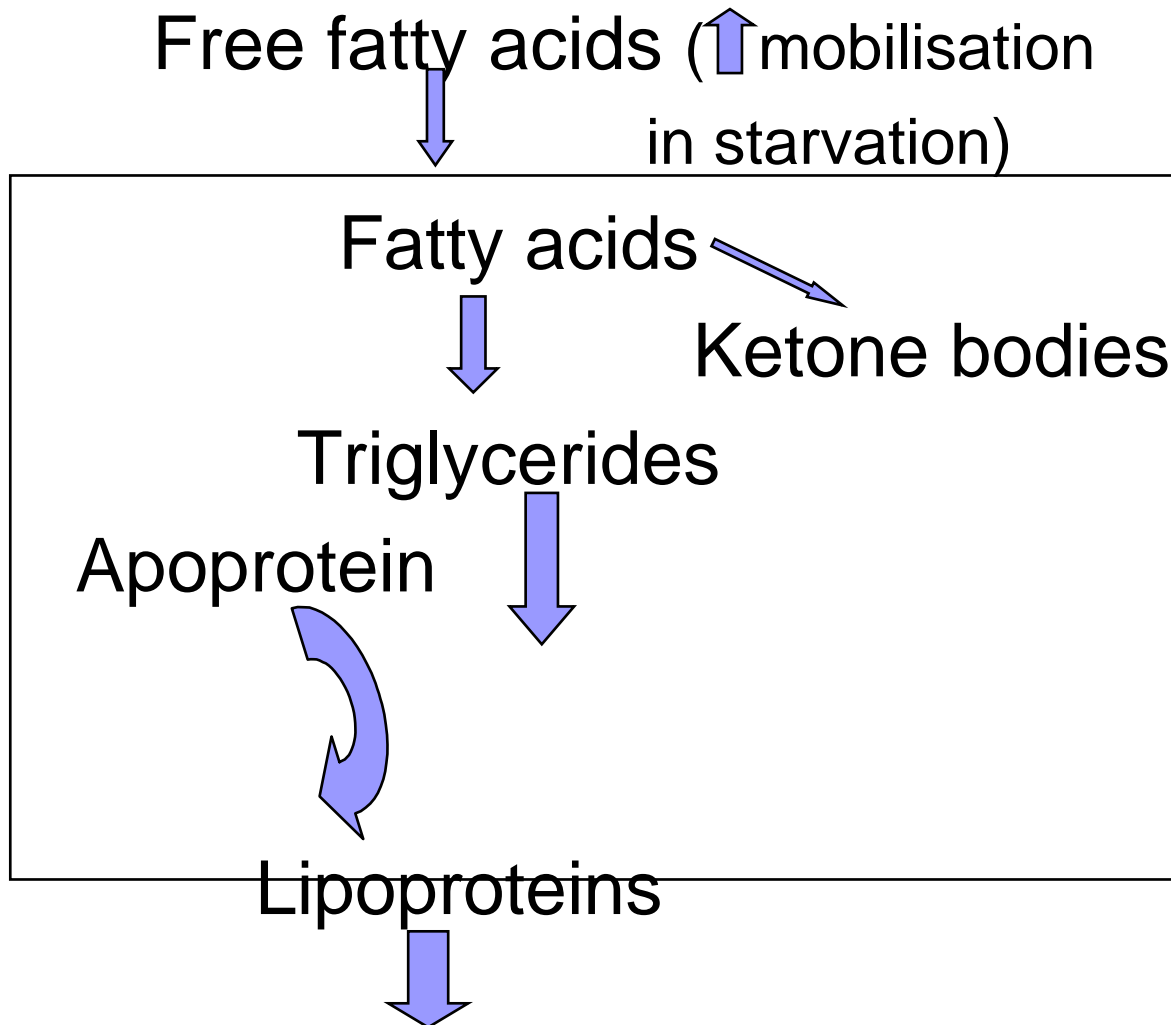 Free fatty acids (mobilisation
in starvation)
Fatty acids
Ketone bodies
Triglycerides
Apoprotein
Lipoproteins